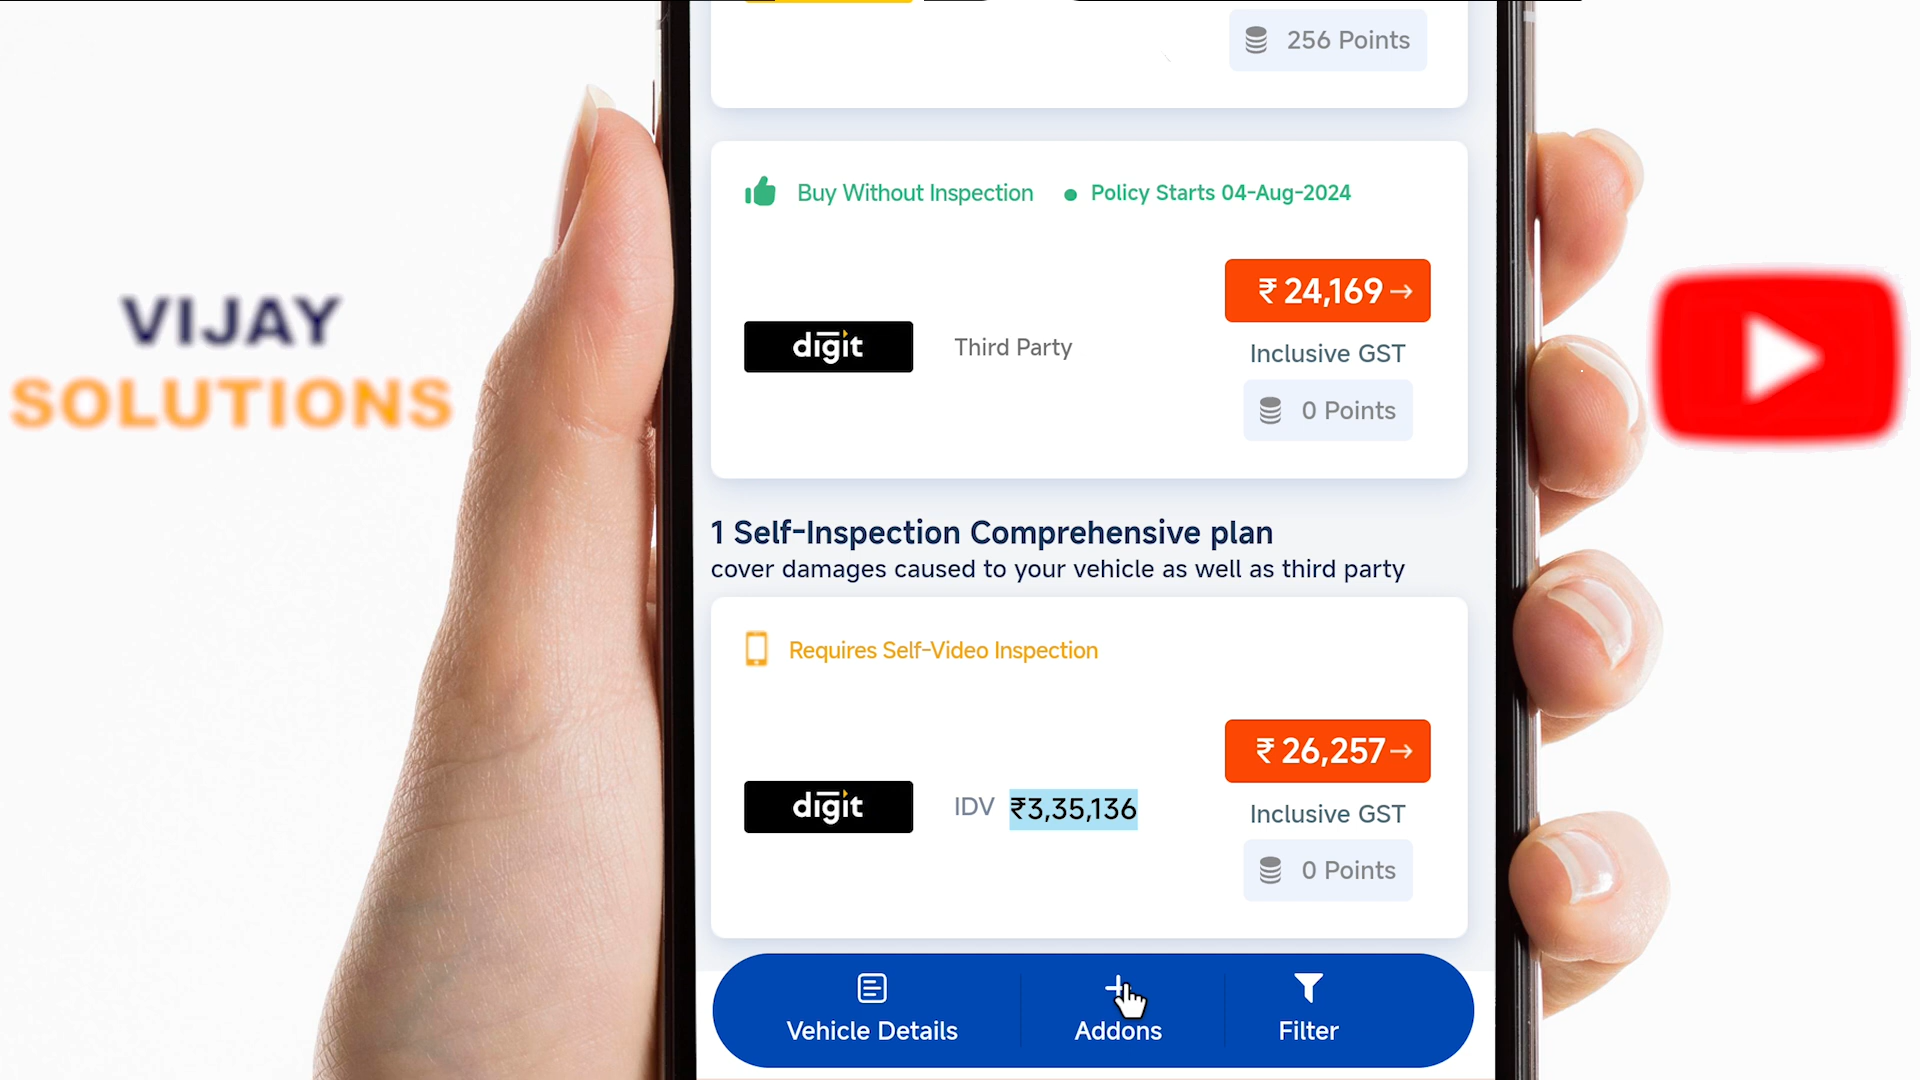 256 Points
Buy Without Inspection
Policy Starts 04-Aug-2024
₹ 24,169
digit
Third Party
Inclusive GST
0 Points
VIJAY
SOLUTIONS
1 Self-Inspection Comprehensive plan
cover damages caused to your vehicle as well as third party
Requires Self-Video Inspection
₹ 26,257
digit
IDV ₹3,35,136
Inclusive GST
0 Points
Vehicle Details
Addons
Filter